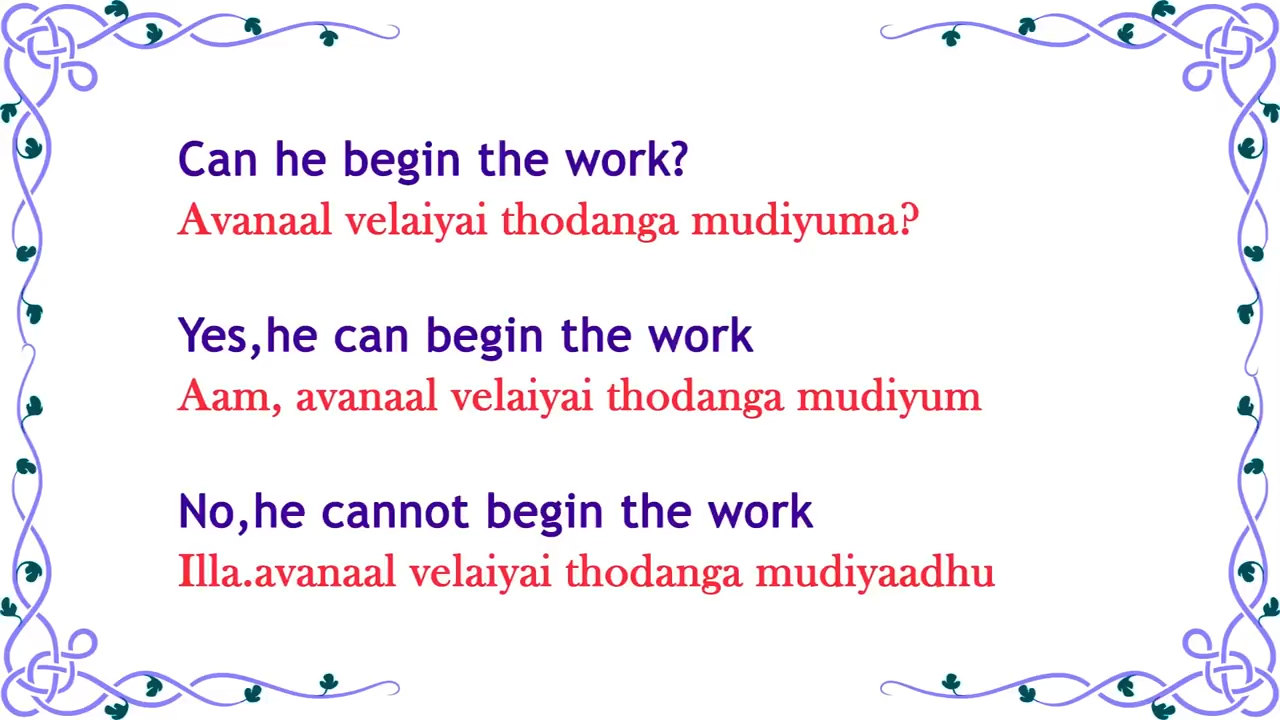 Can he begin the work?
Avanaal velaiyai thodanga mudiyuma?
Yes,he can begin the work
Aam, avanaal velaiyai thodanga mudiyum
No,he cannot begin the work
Illa.avanaal velaiyai thodanga mudiyaadhu